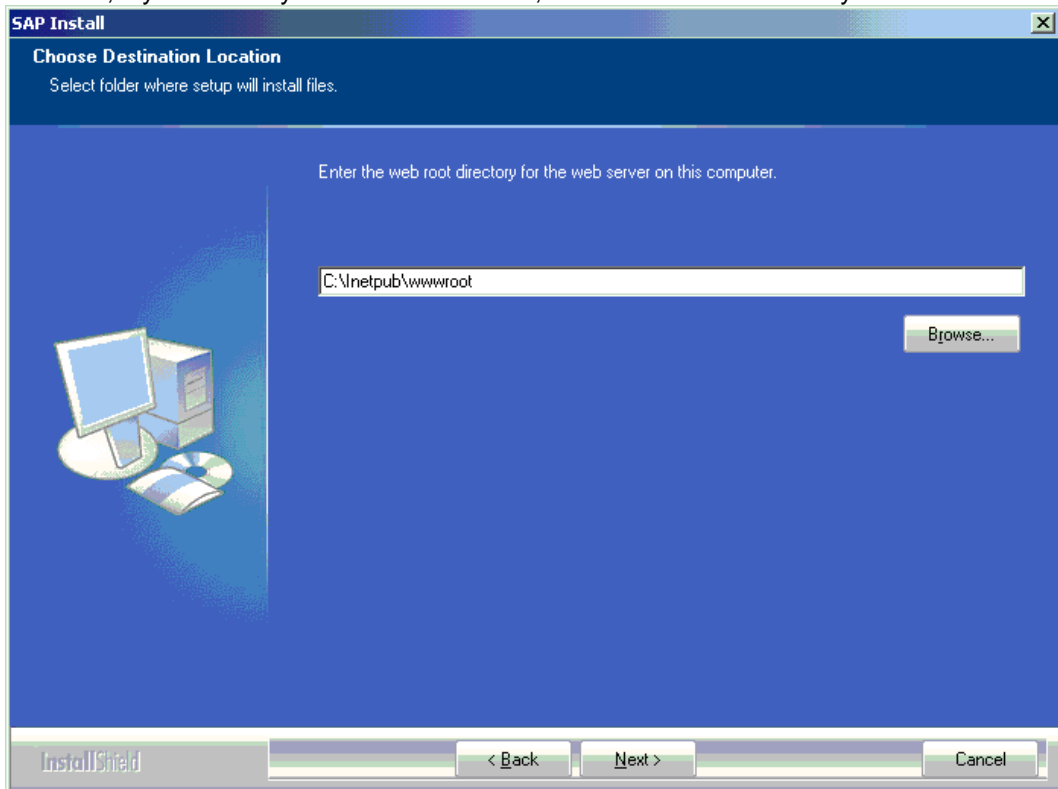 SAP Install
Choose Destination Location
Select folder where setup will install files.
Enter the web root directory for the web server on this computer.
C:\Inetpub\wwwroot
Browse...
InstallShield
< Back
Next >
Cancel